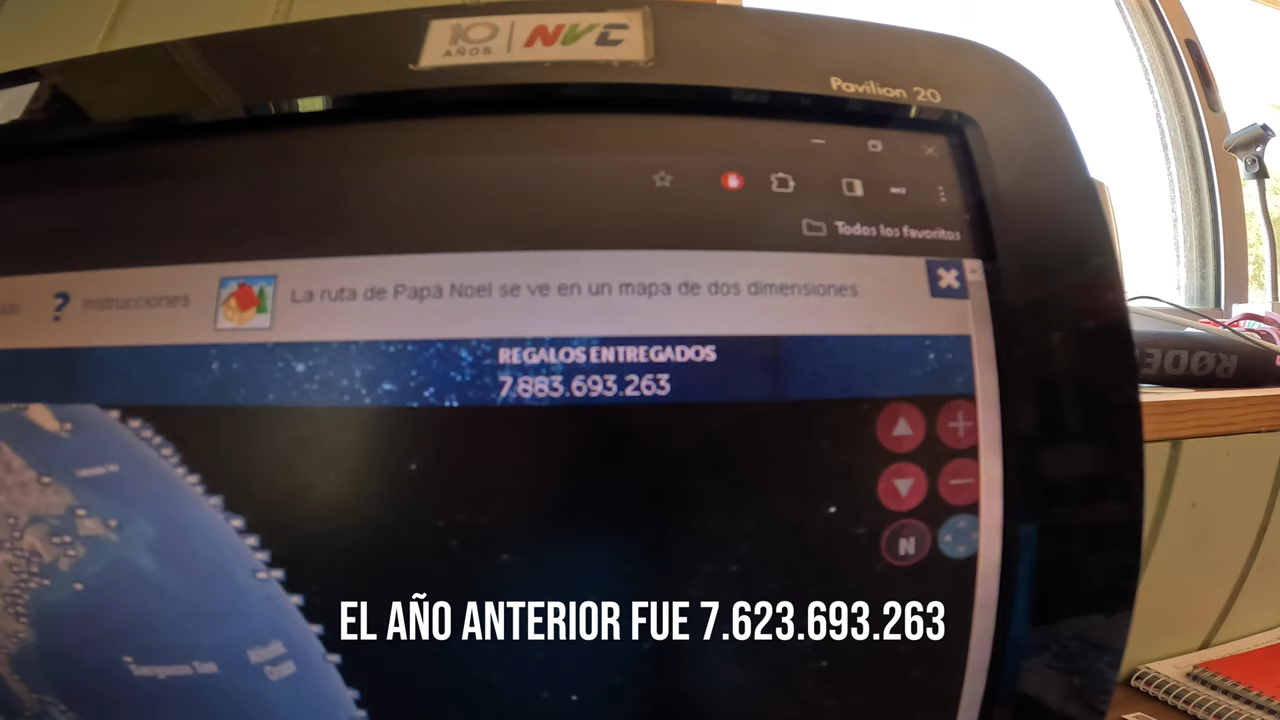 10
AÑOS
NVC
Pavilion 20
Todos los favoritos
? Instrucciones
La ruta de Papá Noel se ve en un mapa de dos dimensiones
REGALOS ENTREGADOS
7.883.693.263
N
RØDE
EL AÑO ANTERIOR FUE 7.623.693.263